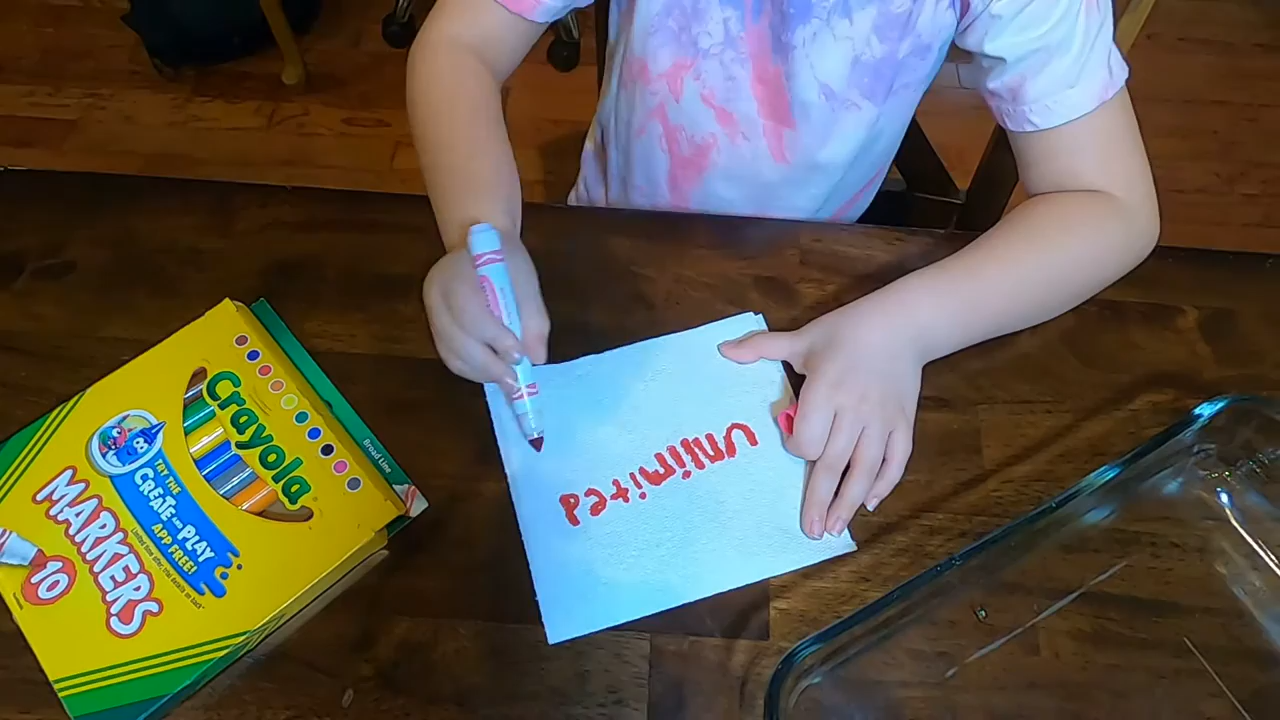 Crayola
Broad Line
TRY THE
CREATE AND PLAY
APP FREE!
MARKERS
10
Unlimited